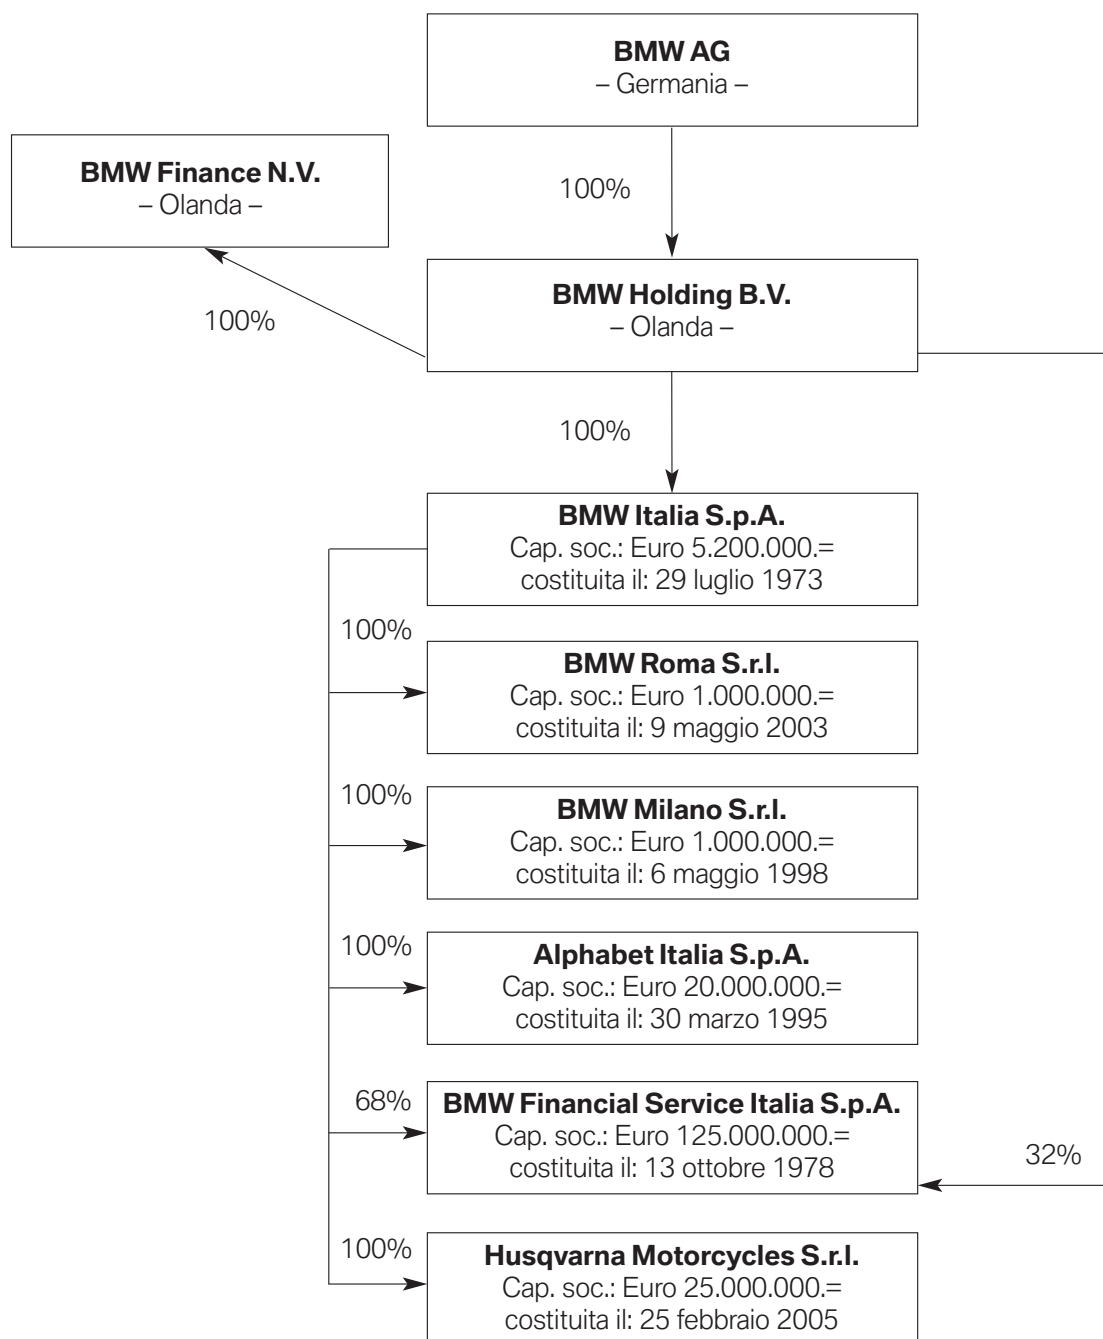 BMW AG
– Germania –
BMW Finance N.V.
– Olanda –
100%
BMW Holding B.V.
– Olanda –
100%
100%
BMW Italia S.p.A.
Cap. soc.: Euro 5.200.000.=
costituita il: 29 luglio 1973
100%
BMW Roma S.r.l.
Cap. soc.: Euro 1.000.000.=
costituita il: 9 maggio 2003
100%
BMW Milano S.r.l.
Cap. soc.: Euro 1.000.000.=
costituita il: 6 maggio 1998
100%
Alphabet Italia S.p.A.
Cap. soc.: Euro 20.000.000.=
costituita il: 30 marzo 1995
68%
BMW Financial Service Italia S.p.A.
Cap. soc.: Euro 125.000.000.=
costituita il: 13 ottobre 1978
32%
100%
Husqvarna Motorcycles S.r.l.
Cap. soc.: Euro 25.000.000.=
costituita il: 25 febbraio 2005